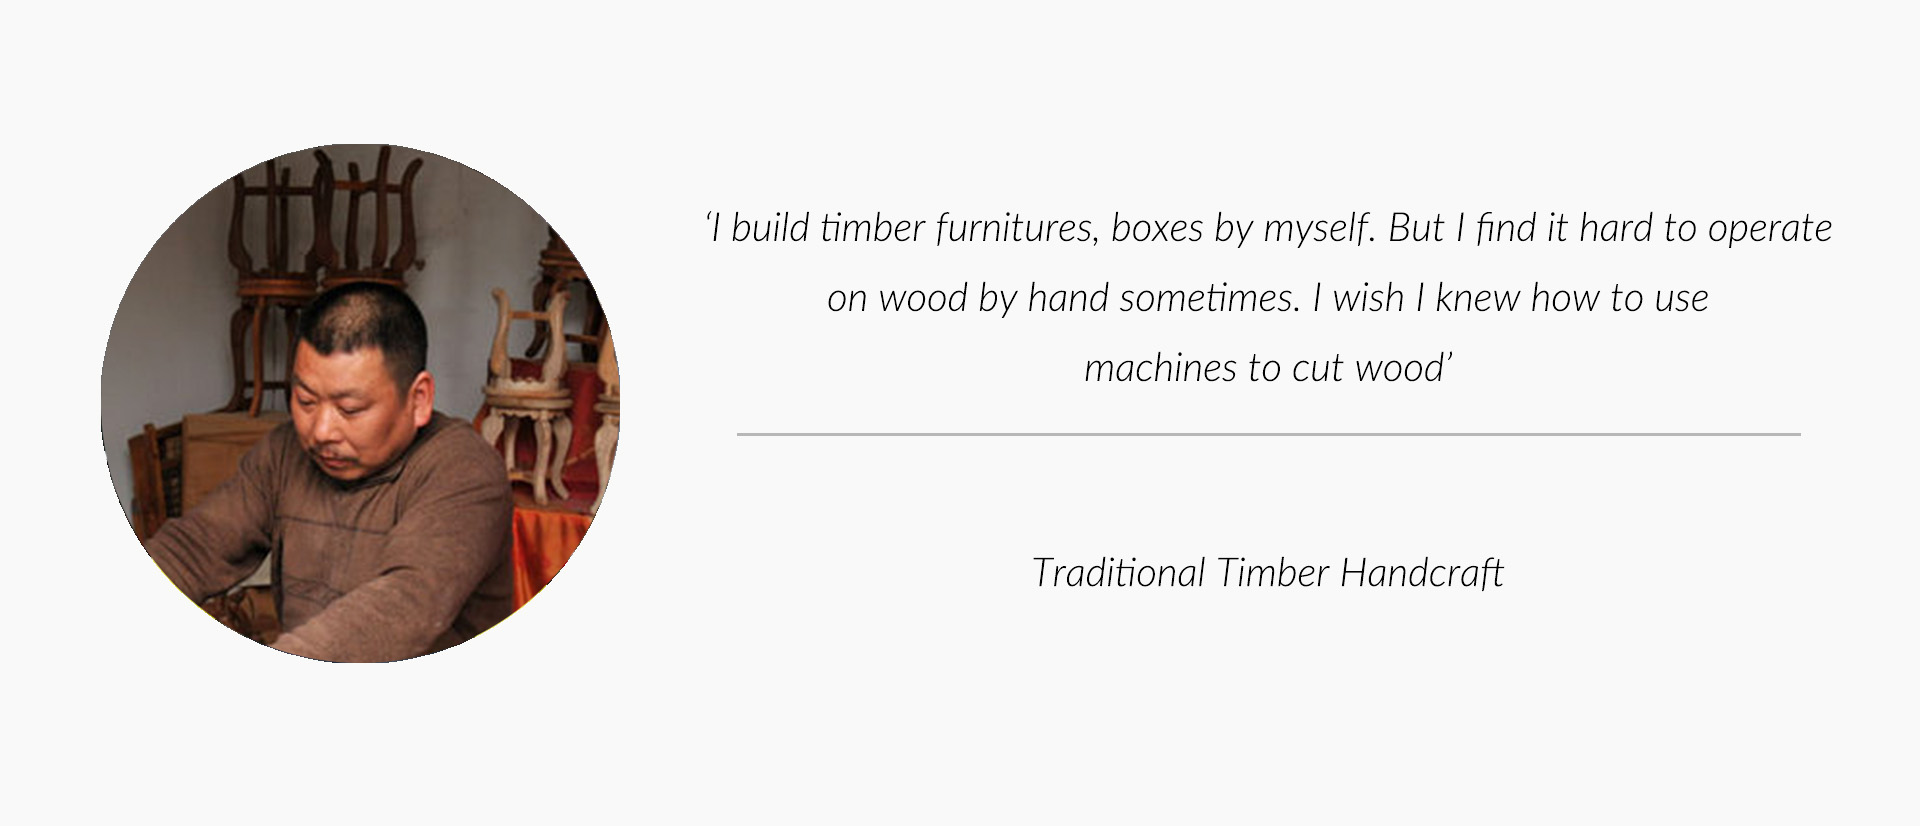 ‘I build timber furnitures, boxes by myself. But I find it hard to operate
on wood by hand sometimes. I wish I knew how to use
machines to cut wood’
Traditional Timber Handcraft